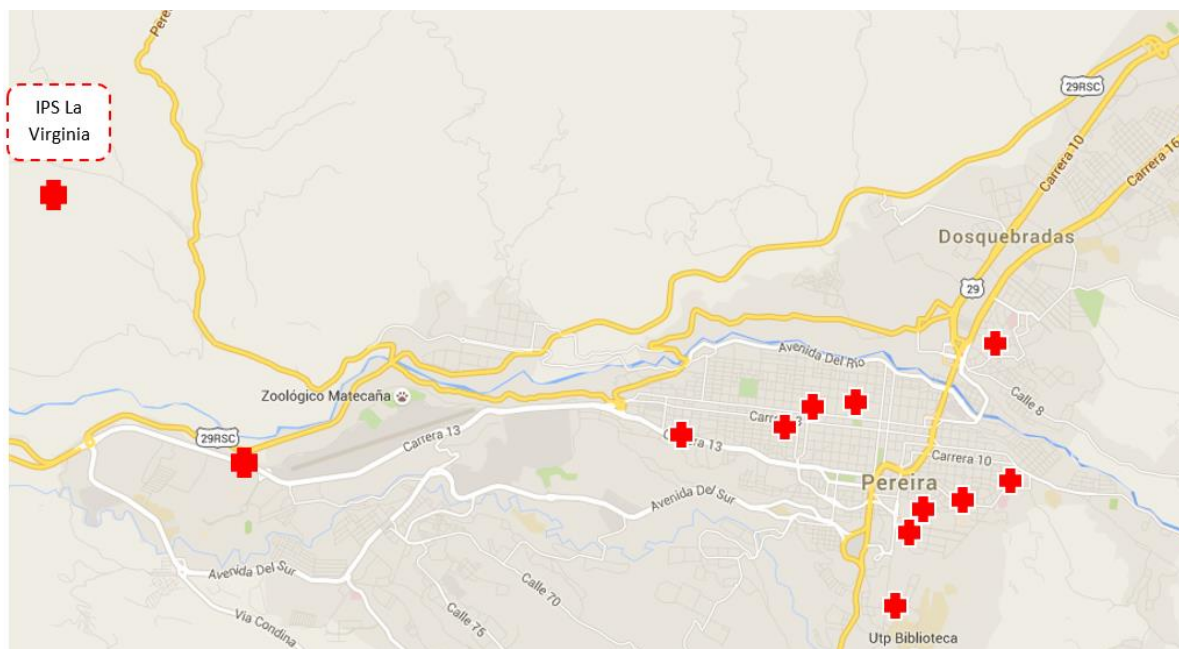 Perei
29RSC
Carrera 10
Carrera 16
IPS La
Virginia
Dosquebradas
29
Avenida Del Río
Zoológico Matecaña
Calle 8
29RSC
Carrera 13
Carrera 13
Carrera 10
Pereira
Avenida Del Sur
Avenida Del Sur
Calle 70
Calle 75
Via Condina
Utp Biblioteca